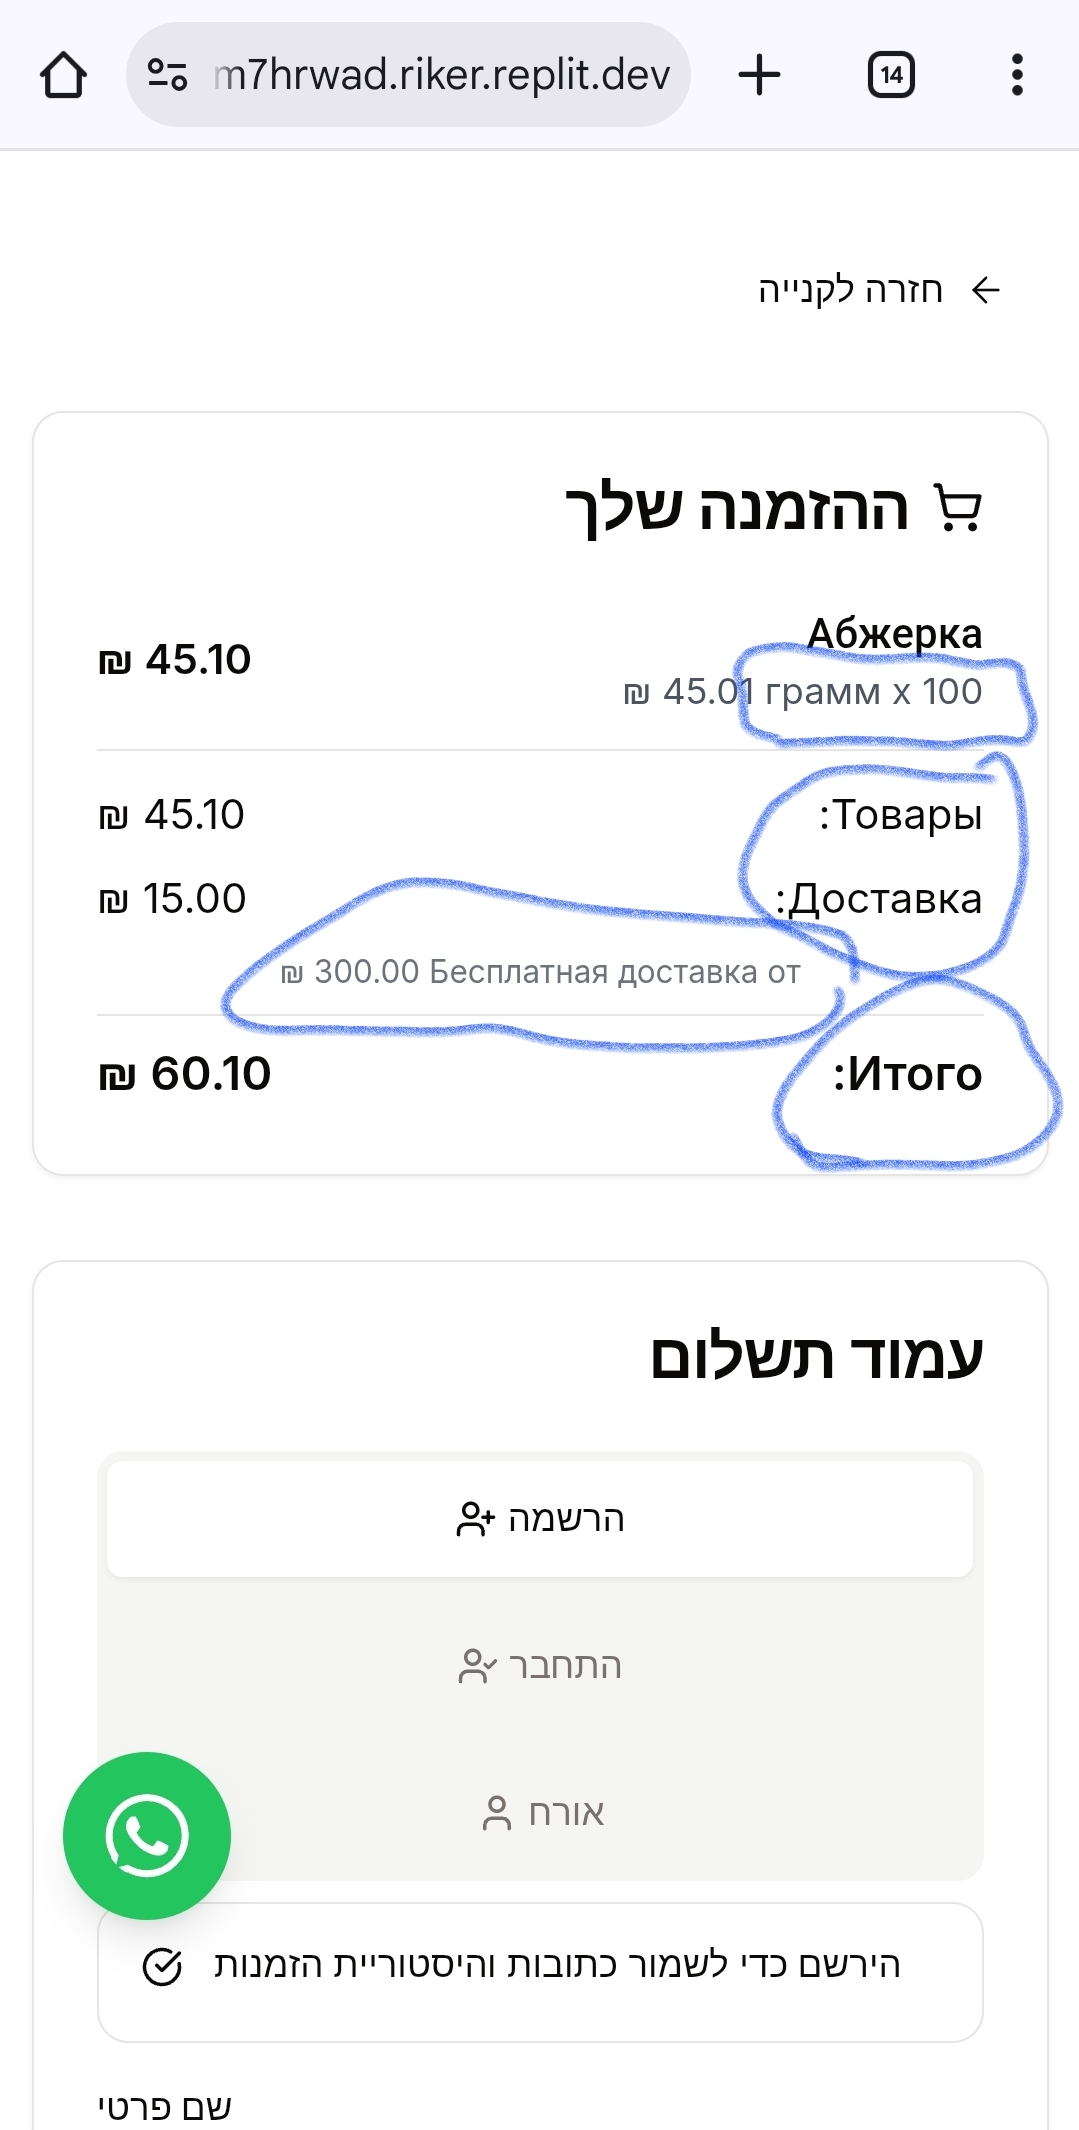 m7hrwad.riker.replit.dev
14
חזרה לקנייה
ההזמנה שלך
Абжерка
₪ 45.10
₪ 45.01 грамм x 100
:Товары
₪ 45.10
:Доставка
₪ 15.00
₪ 300.00 Бесплатная доставка от
:Итого
₪ 60.10
עמוד תשלום
הרשמה
התחבר
אורח
הירשם כדי לשמור כתובות והיסטוריית הזמנות
שם פרטי